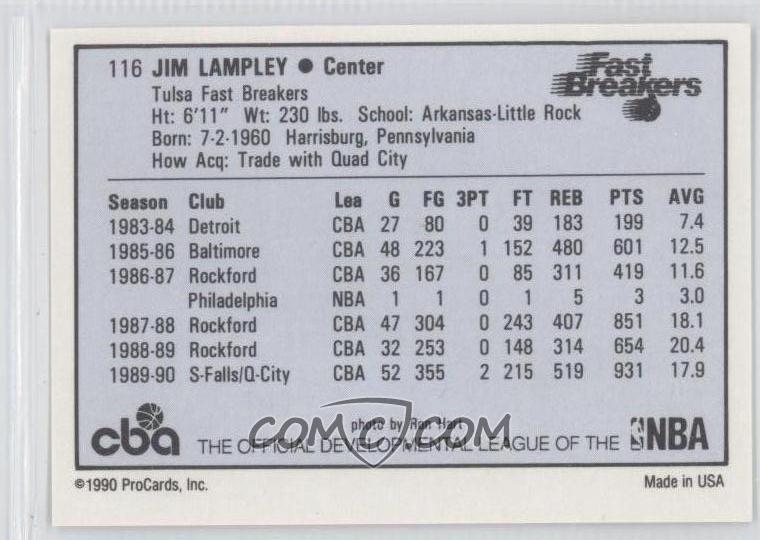 116 JIM LAMPLEY ● Center
Fast
Breakers
Tulsa Fast Breakers
Ht: 6'11" Wt: 230 lbs. School: Arkansas-Little Rock
Born: 7-2-1960 Harrisburg, Pennsylvania
How Acq: Trade with Quad City
Season Club Lea G FG 3PT FT REB PTS AVG
1983-84 Detroit CBA 27 80 0 39 183 199 7.4
1985-86 Baltimore CBA 48 223 1 152 480 601 12.5
1986-87 Rockford CBA 36 167 0 85 311 419 11.6
Philadelphia NBA 1 1 0 1 5 3 3.0
1987-88 Rockford CBA 47 304 0 243 407 851 18.1
1988-89 Rockford CBA 32 253 0 148 314 654 20.4
1989-90 S-Falls/Q-City CBA 52 355 2 215 519 931 17.9
photo by Ron Hart
COMC.COM
cba THE OFFICIAL DEVELOPMENTAL LEAGUE OF THE NBA
©1990 ProCards, Inc. Made in USA